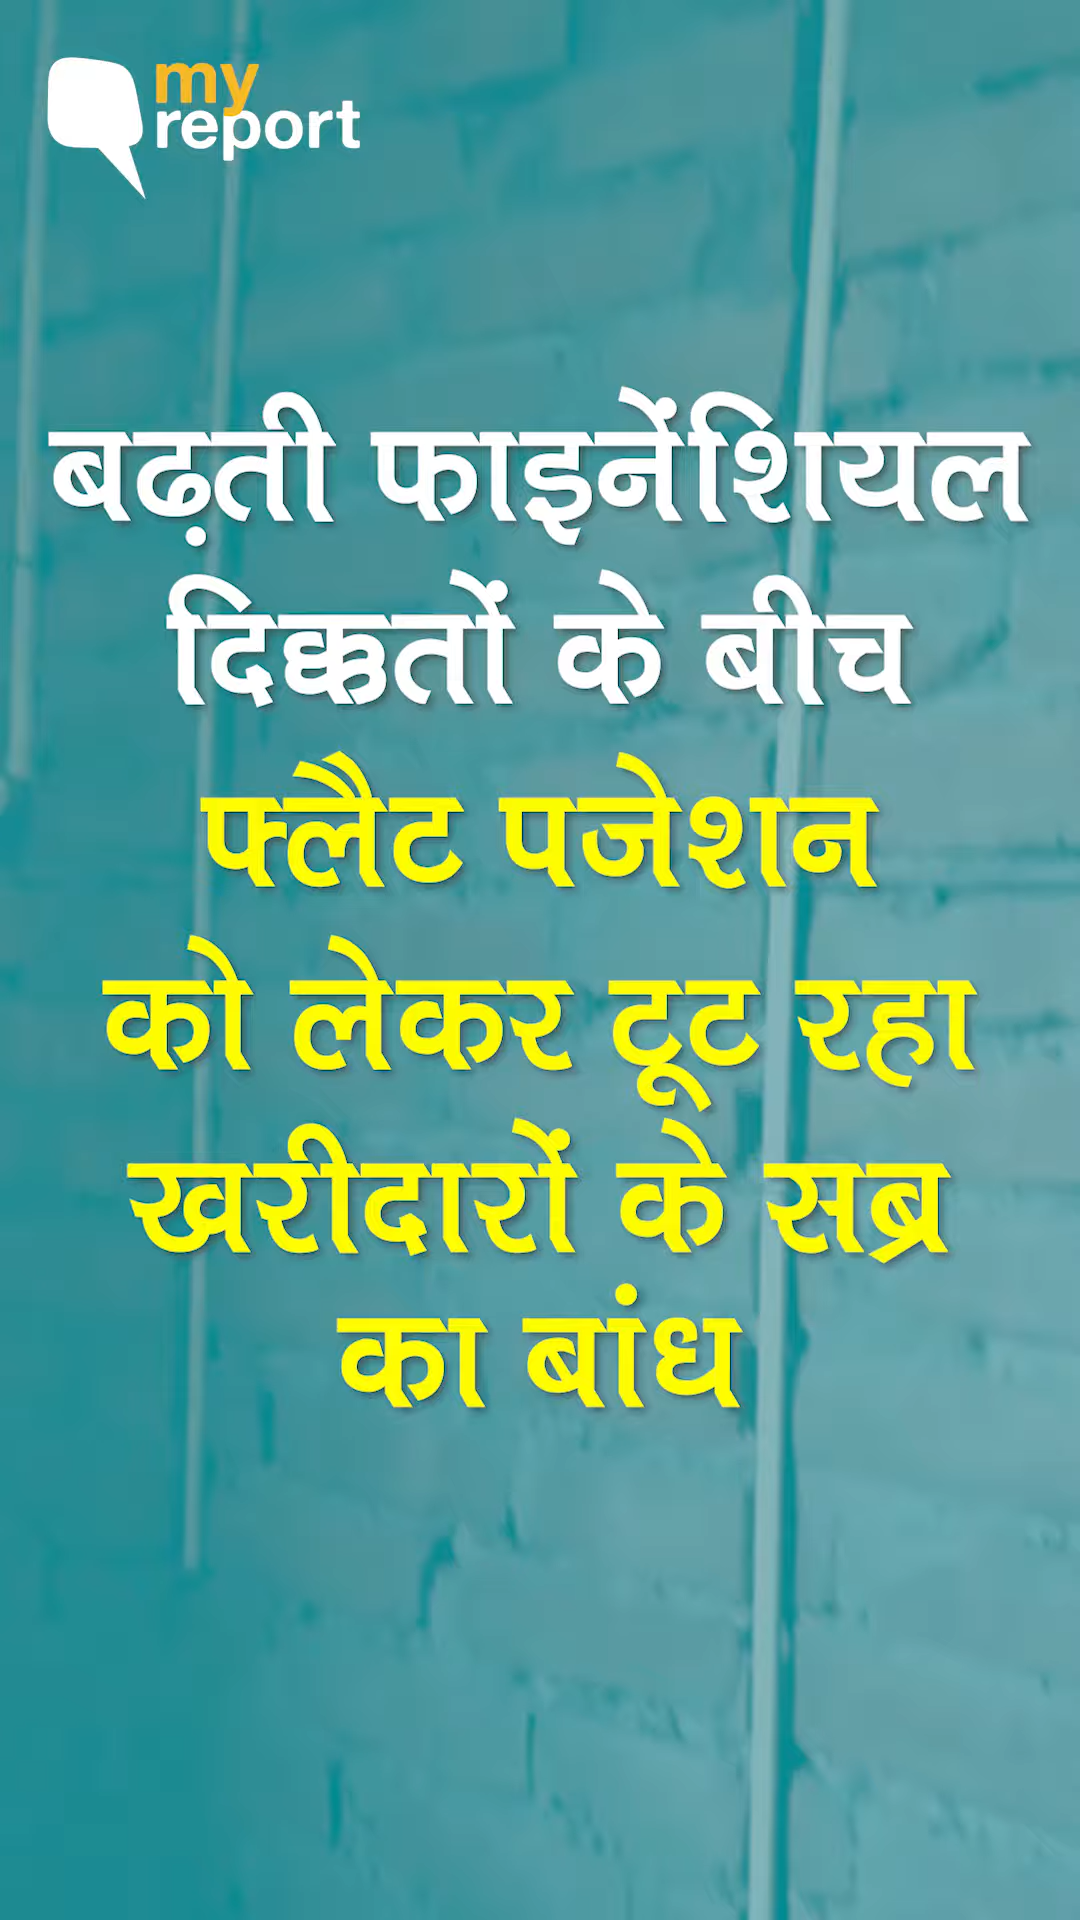 my
report
बढ़ती फाइनेंशियल
दिक्कतों के बीच
फ्लैट पजेशन
को लेकर टूट रहा
खरीदारों के सब्र
का बांध